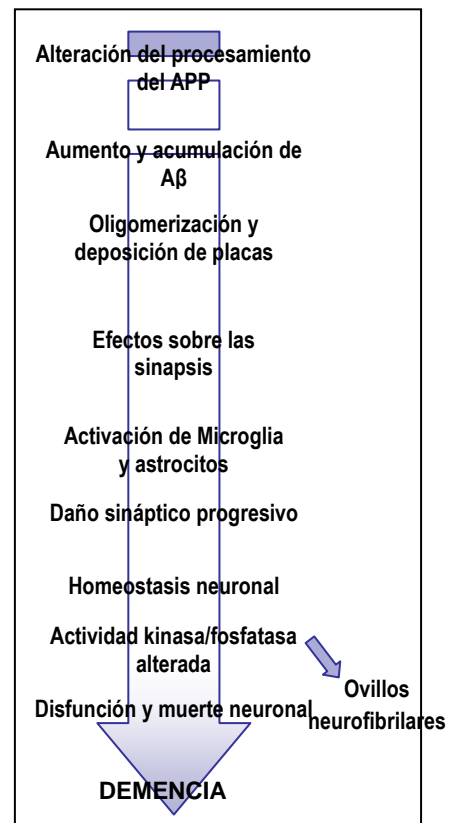 Alteración del procesamiento
del APP
Aumento y acumulación de
Aβ
Oligomerización y
deposición de placas
Efectos sobre las
sinapsis
Activación de Microglia
y astrocitos
Daño sináptico progresivo
Homeostasis neuronal
Actividad kinasa/fosfatasa
alterada
Ovillos
neurofibrilares
Disfunción y muerte neuronal
DEMENCIA